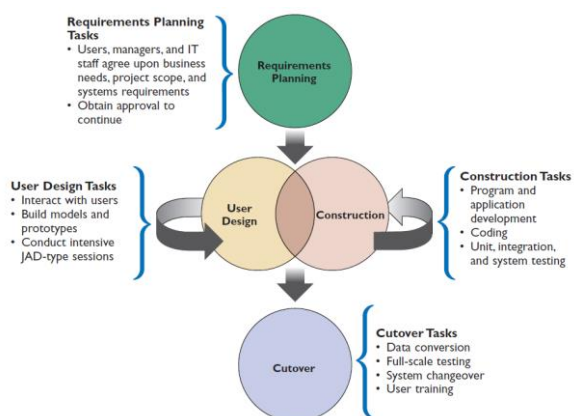 Requirements Planning
Tasks
• Users, managers, and IT
staff agree upon business
needs, project scope, and
systems requirements
• Obtain approval to
continue
Requirements
Planning
User Design Tasks
• Interact with users
• Build models and
prototypes
• Conduct intensive
JAD-type sessions
User
Design
Construction
Construction Tasks
• Program and
application
development
• Coding
• Unit, integration,
and system testing
Cutover
Cutover Tasks
• Data conversion
• Full-scale testing
• System changeover
• User training